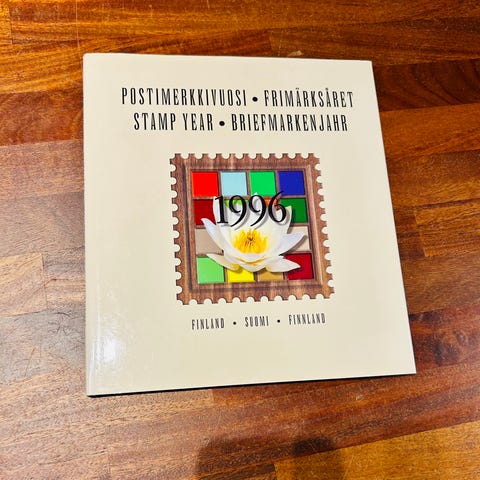 POSTIMERKKIVUOSI • FRIMÄRKSÅRET
STAMP YEAR • BRIEFMARKENJAHR
1996
FINLAND • SUOMI • FINNLAND